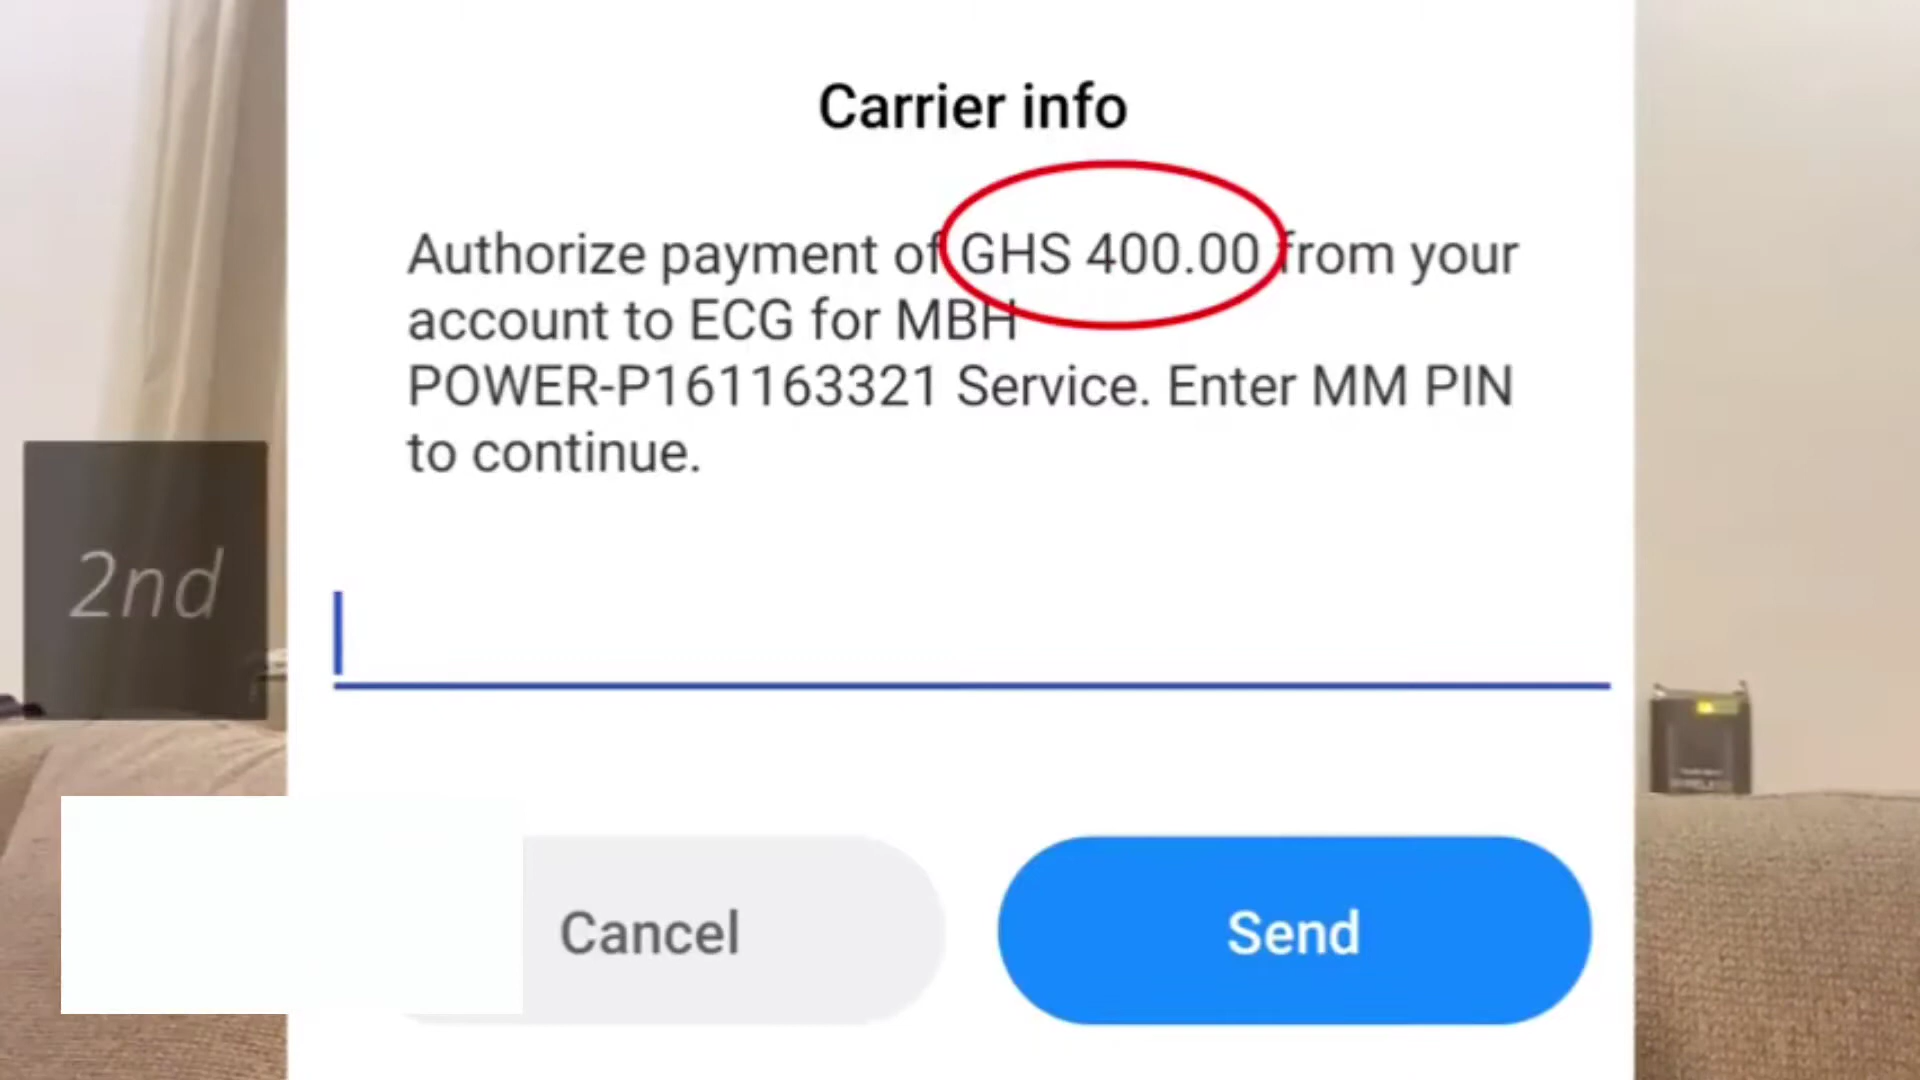 Carrier info
Authorize payment of GHS 400.00 from your
account to ECG for MBH
POWER-P161163321 Service. Enter MM PIN
to continue.
2nd
Cancel
Send